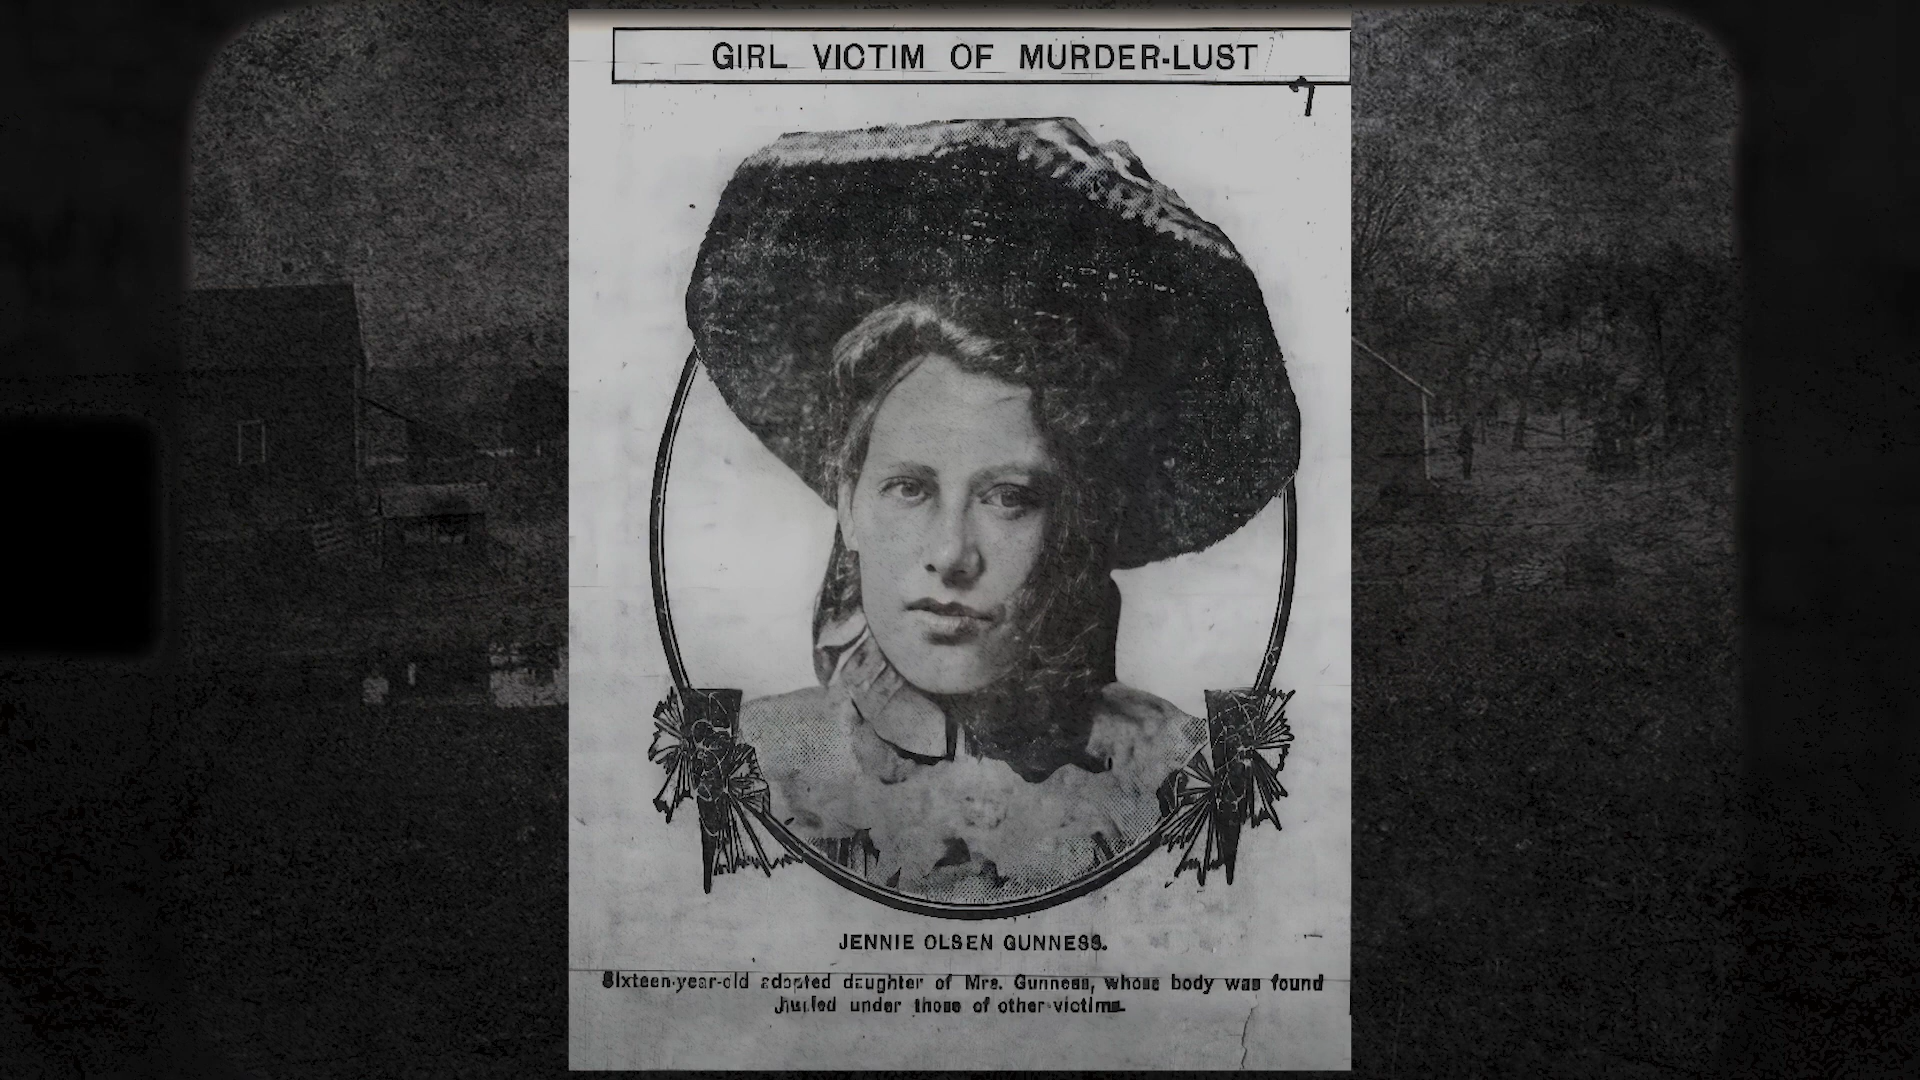 GIRL VICTIM OF MURDER-LUST
JENNIE OLSEN GUNNESS.
Sixteen-year-old adopted daughter of Mrs. Gunness, whose body was found
buried under those of other victims.